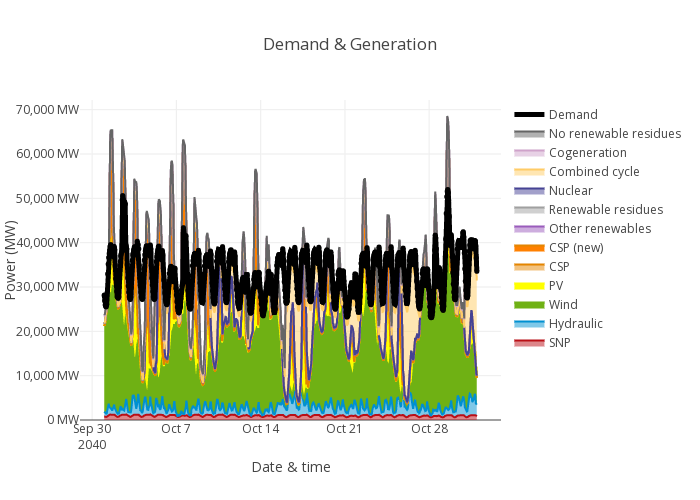 Demand & Generation
70,000 MW
60,000 MW
50,000 MW
40,000 MW
30,000 MW
20,000 MW
10,000 MW
0 MW
Power (MW)
Sep 30
2040
Oct 7
Oct 14
Oct 21
Oct 28
Date & time
Demand
No renewable residues
Cogeneration
Combined cycle
Nuclear
Renewable residues
Other renewables
CSP (new)
CSP
PV
Wind
Hydraulic
SNP